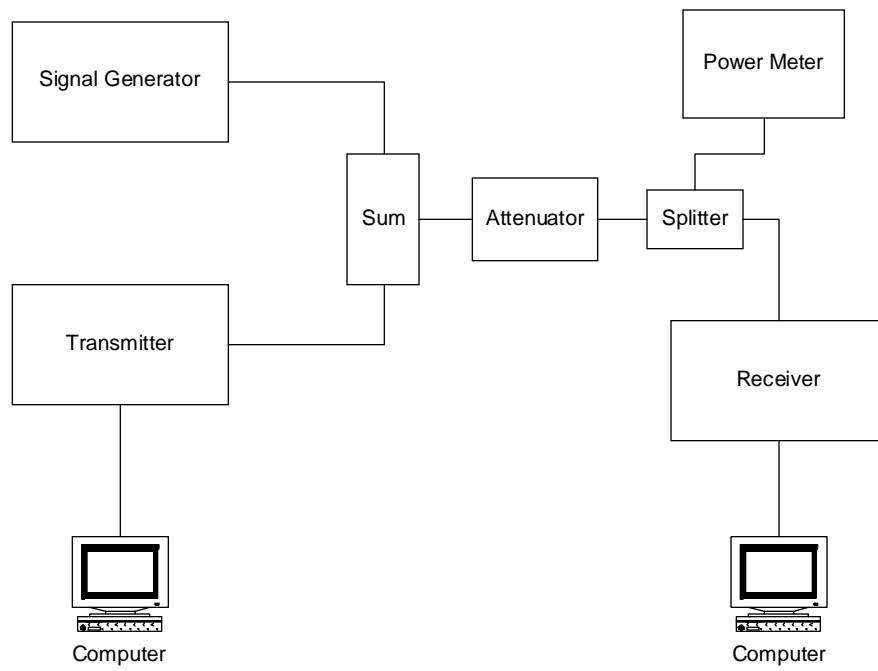 Signal Generator
Power Meter
Sum
Attenuator
Splitter
Transmitter
Receiver
Computer
Computer